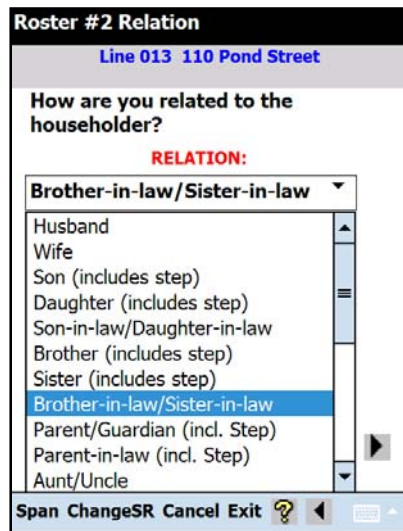 Roster #2 Relation
Line 013 110 Pond Street
How are you related to the
householder?
RELATION:
Brother-in-law/Sister-in-law
Husband
Wife
Son (includes step)
Daughter (includes step)
Son-in-law/Daughter-in-law
Brother (includes step)
Sister (includes step)
Brother-in-law/Sister-in-law
Parent/Guardian (incl. Step)
Parent-in-law (incl. Step)
Aunt/Uncle
Span ChangeSR Cancel Exit ?